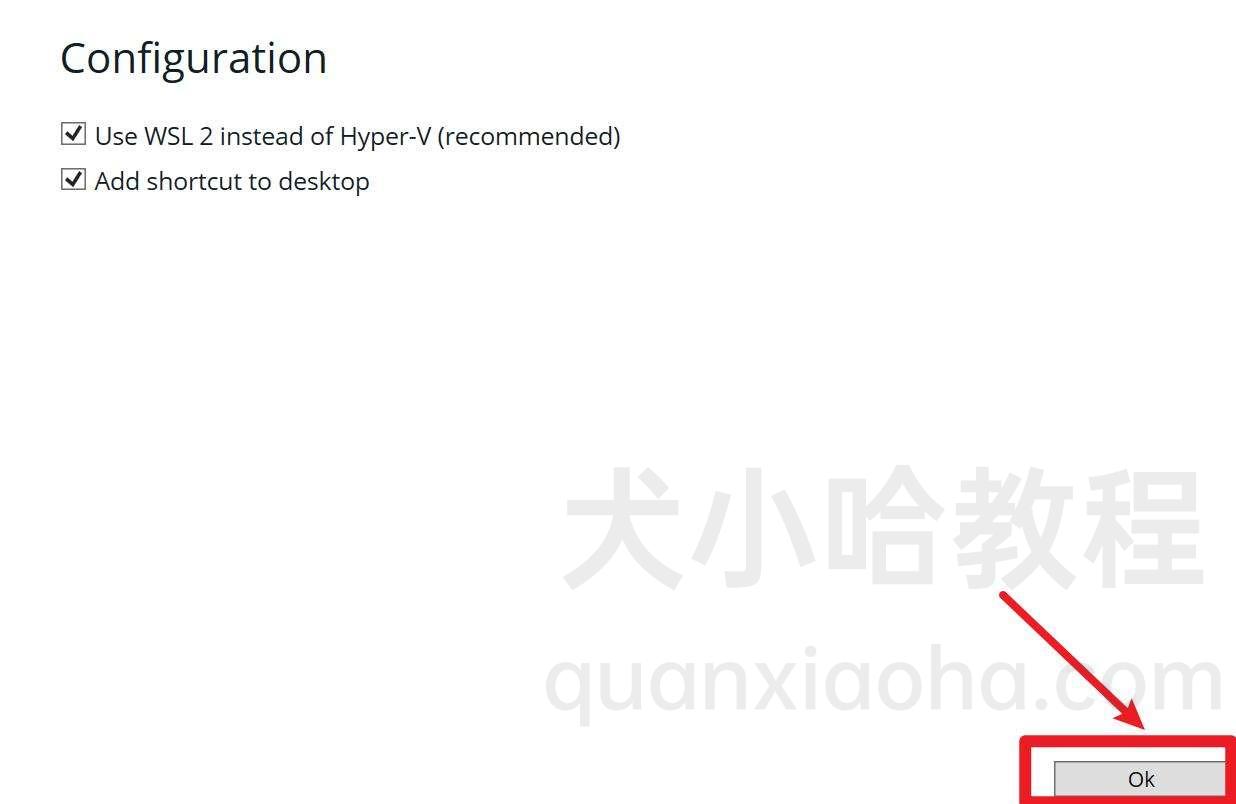 Configuration
Use WSL 2 instead of Hyper-V (recommended)
Add shortcut to desktop
犬小哈教程
quanxiaoha.com
Ok